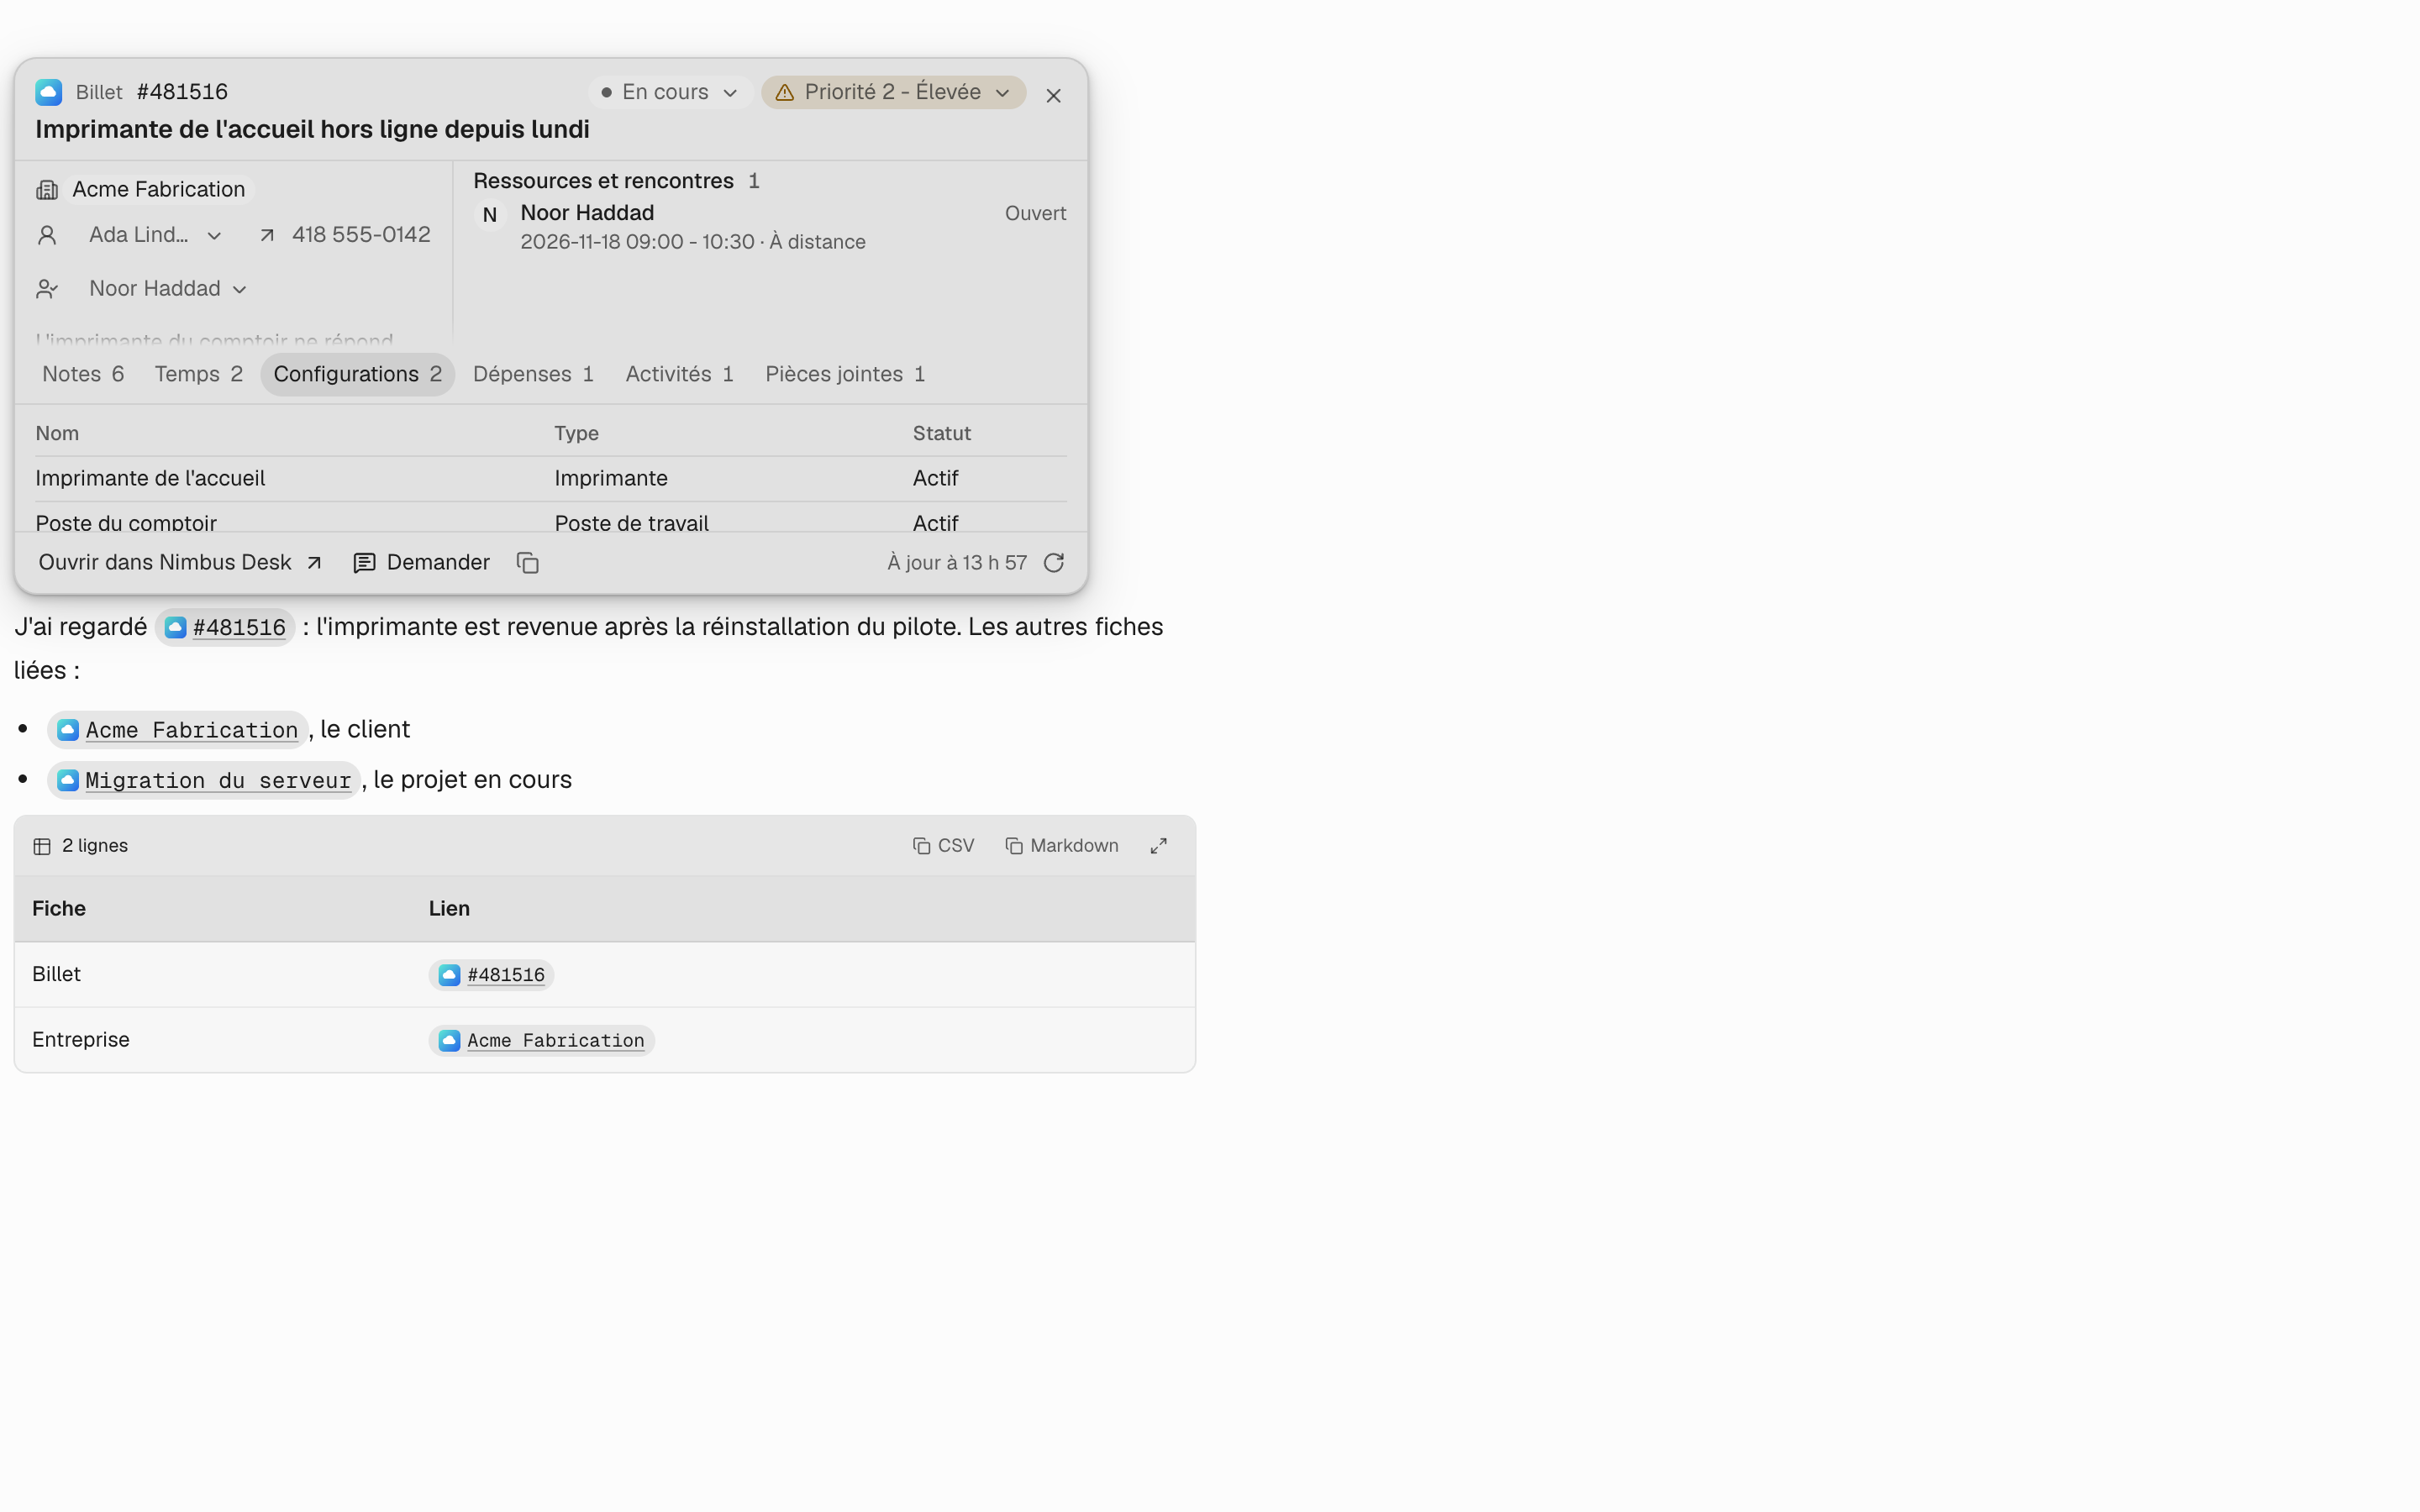 Billet #481516
En cours
Priorité 2 - Élevée
Imprimante de l'accueil hors ligne depuis lundi
Acme Fabrication
Ada Lind...
418 555-0142
Noor Haddad
L'imprimante du comptoir ne répond
Ressources et rencontres 1
N
Noor Haddad
Ouvert
2026-11-18 09:00 - 10:30 · À distance
Notes 6
Temps 2
Configurations 2
Dépenses 1
Activités 1
Pièces jointes 1
Nom Type Statut
Imprimante de l'accueil Imprimante Actif
Poste du comptoir Poste de travail Actif
Ouvrir dans Nimbus Desk
Demander
À jour à 13 h 57
J'ai regardé #481516 : l'imprimante est revenue après la réinstallation du pilote. Les autres fiches
liées :
• Acme Fabrication, le client
• Migration du serveur, le projet en cours
2 lignes
CSV
Markdown
Fiche Lien
Billet #481516
Entreprise Acme Fabrication